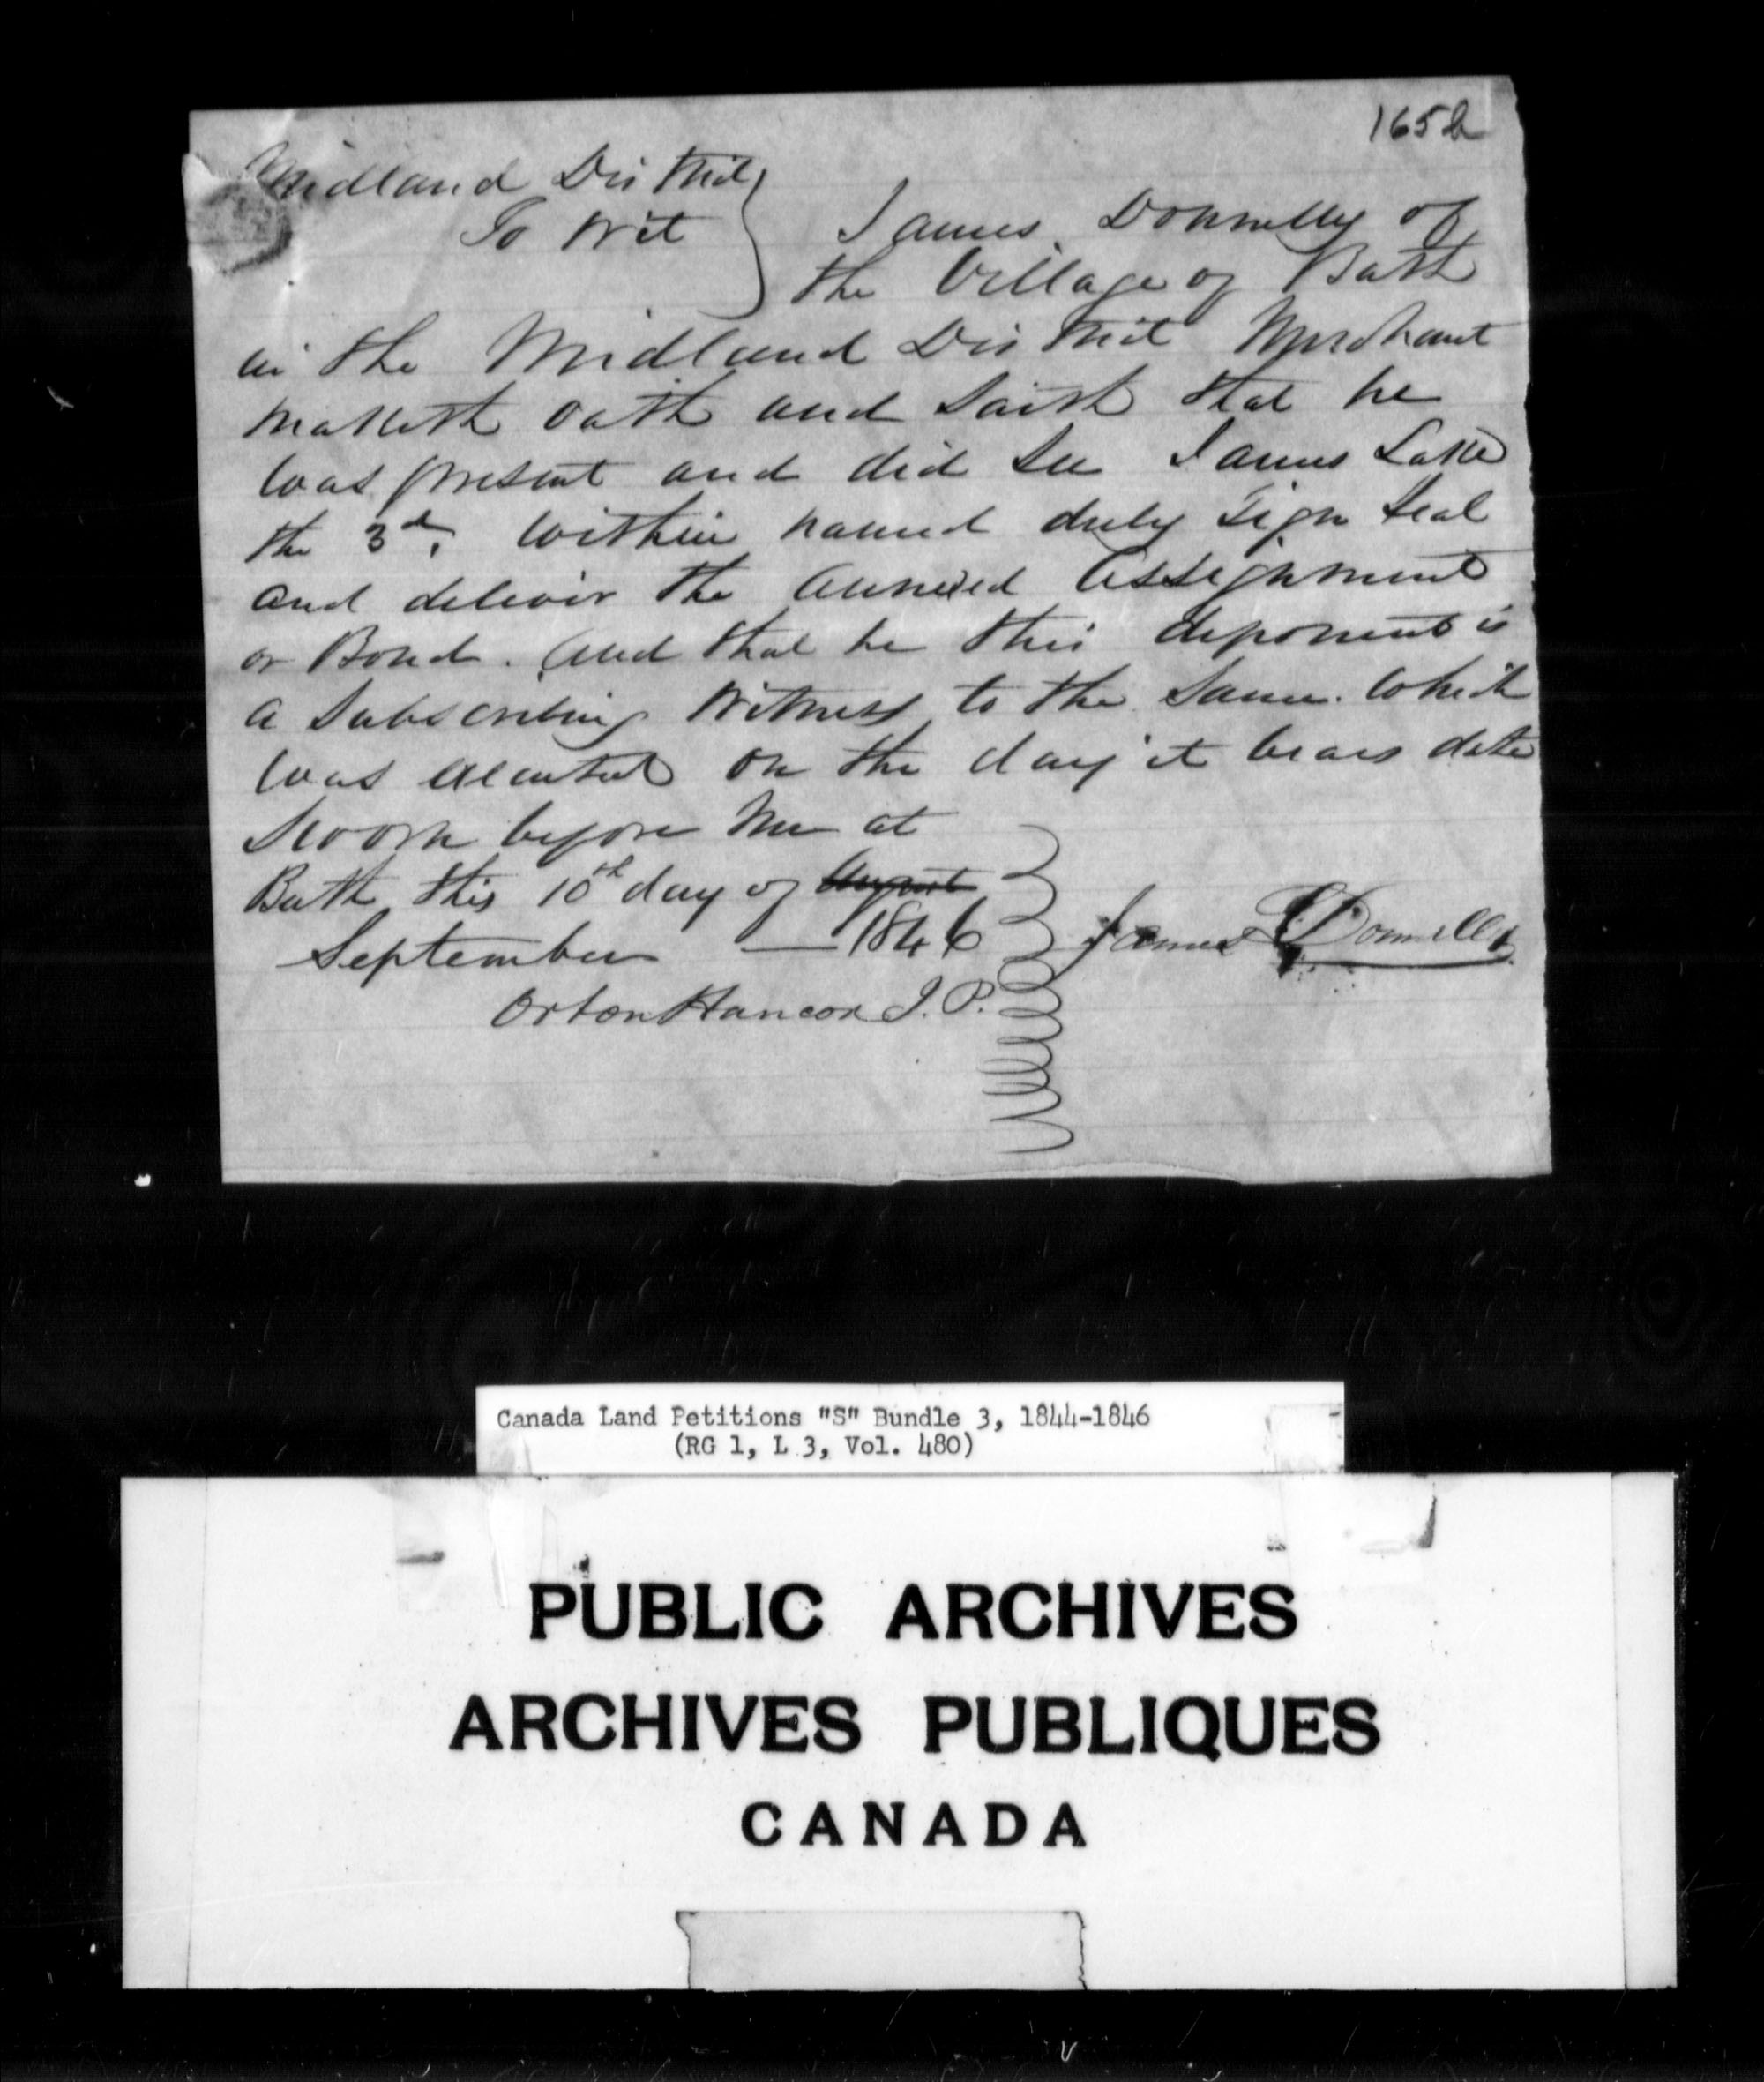 165b
Midland District
To Wit
James Donnelly of
the Village of Bath
in the Midland District Merchant
maketh oath and saith that he
was present and did see James Lake
the 3d, within named duly sign seal
and deliver the annexed assignment
or Bond. And that he this deponent is
a subscribing witness to the same. Which
was executed on the day it bears date
Sworn before me at
Bath this 10th day of August
September — 1846
James Donnelly
Orton Hancox J.P.
Canada Land Petitions "S" Bundle 3, 1844-1846
(RG 1, L 3, Vol. 480)
PUBLIC ARCHIVES
ARCHIVES PUBLIQUES
CANADA